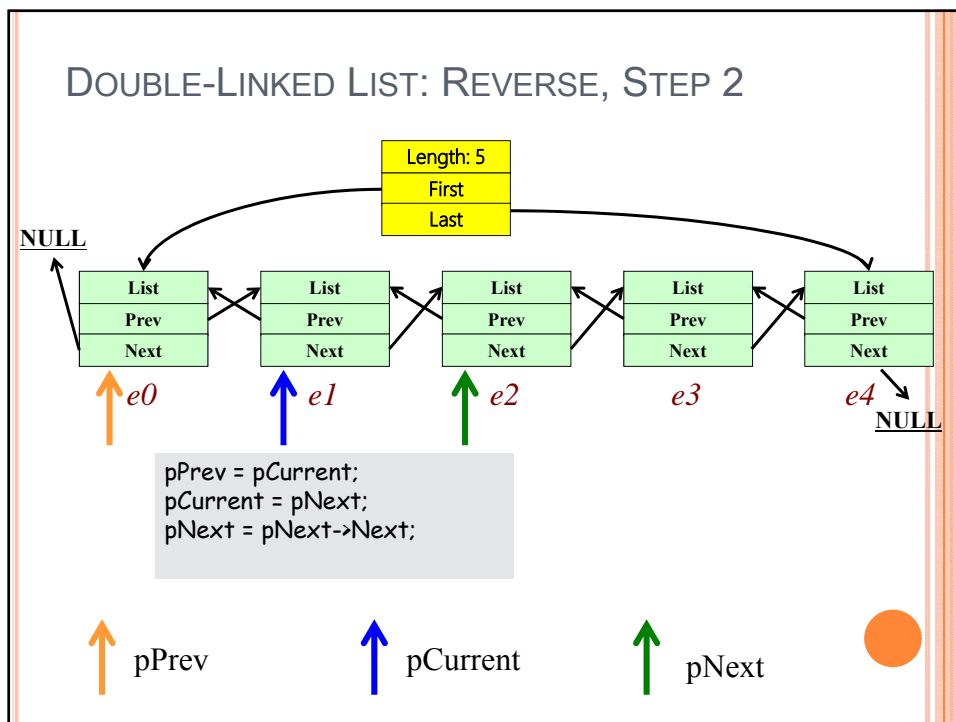 DOUBLE-LINKED LIST: REVERSE, STEP 2
Length: 5
First
Last
NULL
List List List List List
Prev Prev Prev Prev Prev
Next Next Next Next Next
e0 e1 e2 e3 e4
NULL
pPrev = pCurrent;
pCurrent = pNext;
pNext = pNext->Next;
pPrev pCurrent pNext